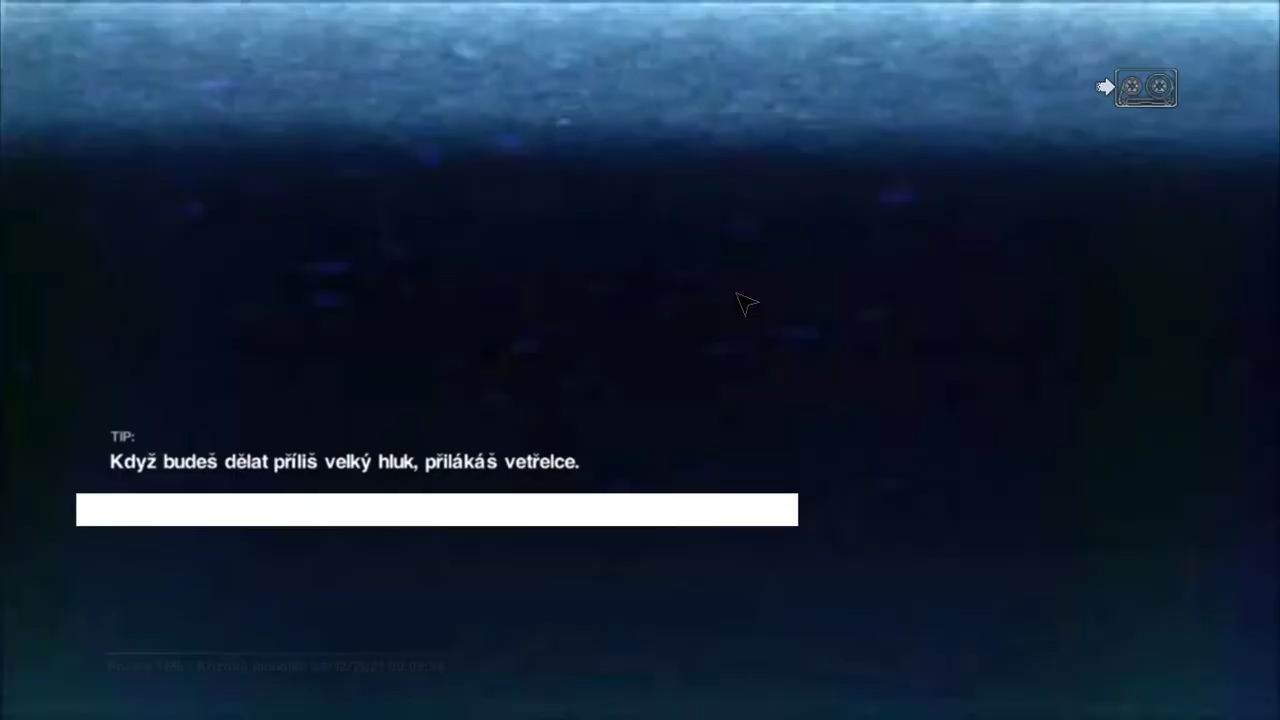 TIP:
Když budeš dělat příliš velký hluk, přilákáš vetřelce.